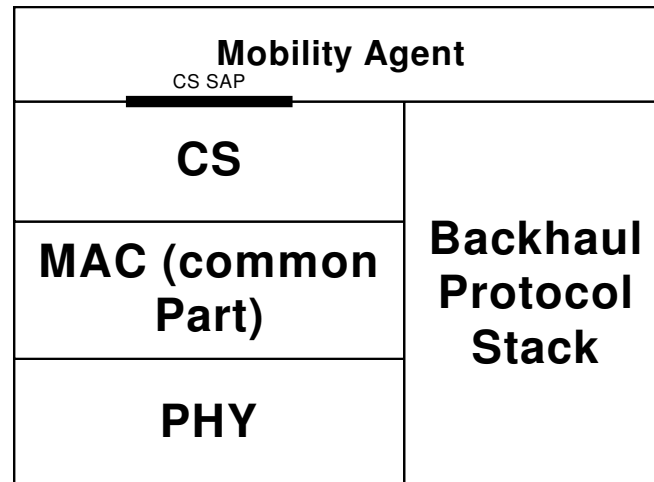 Mobility Agent
CS SAP
CS
MAC (common
Part)
PHY
Backhaul
Protocol
Stack